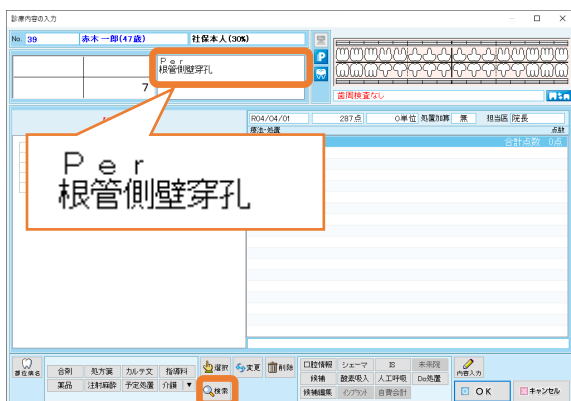 診療内容の入力
No. 39 赤木 一郎(47歳) 社保本人(30%)
Per
根管側壁穿孔
7
P
歯周検査なし
R04/04/01 287点 0単位 処置加算 無 担当医 院長
療法・処置 点数
合計点数 0点
Per
根管側壁穿孔
部位病名
合剤 処方箋 カルテ文 指導料
薬品 注射麻酔 予定処置 介護 ▼
選択 変更 削除
検索
口腔情報 シェーマ IS 未来院
候補 酸素吸入 人工呼吸 Do処置
候補編集 インプラント 自費会計
内容入力
OK キャンセル